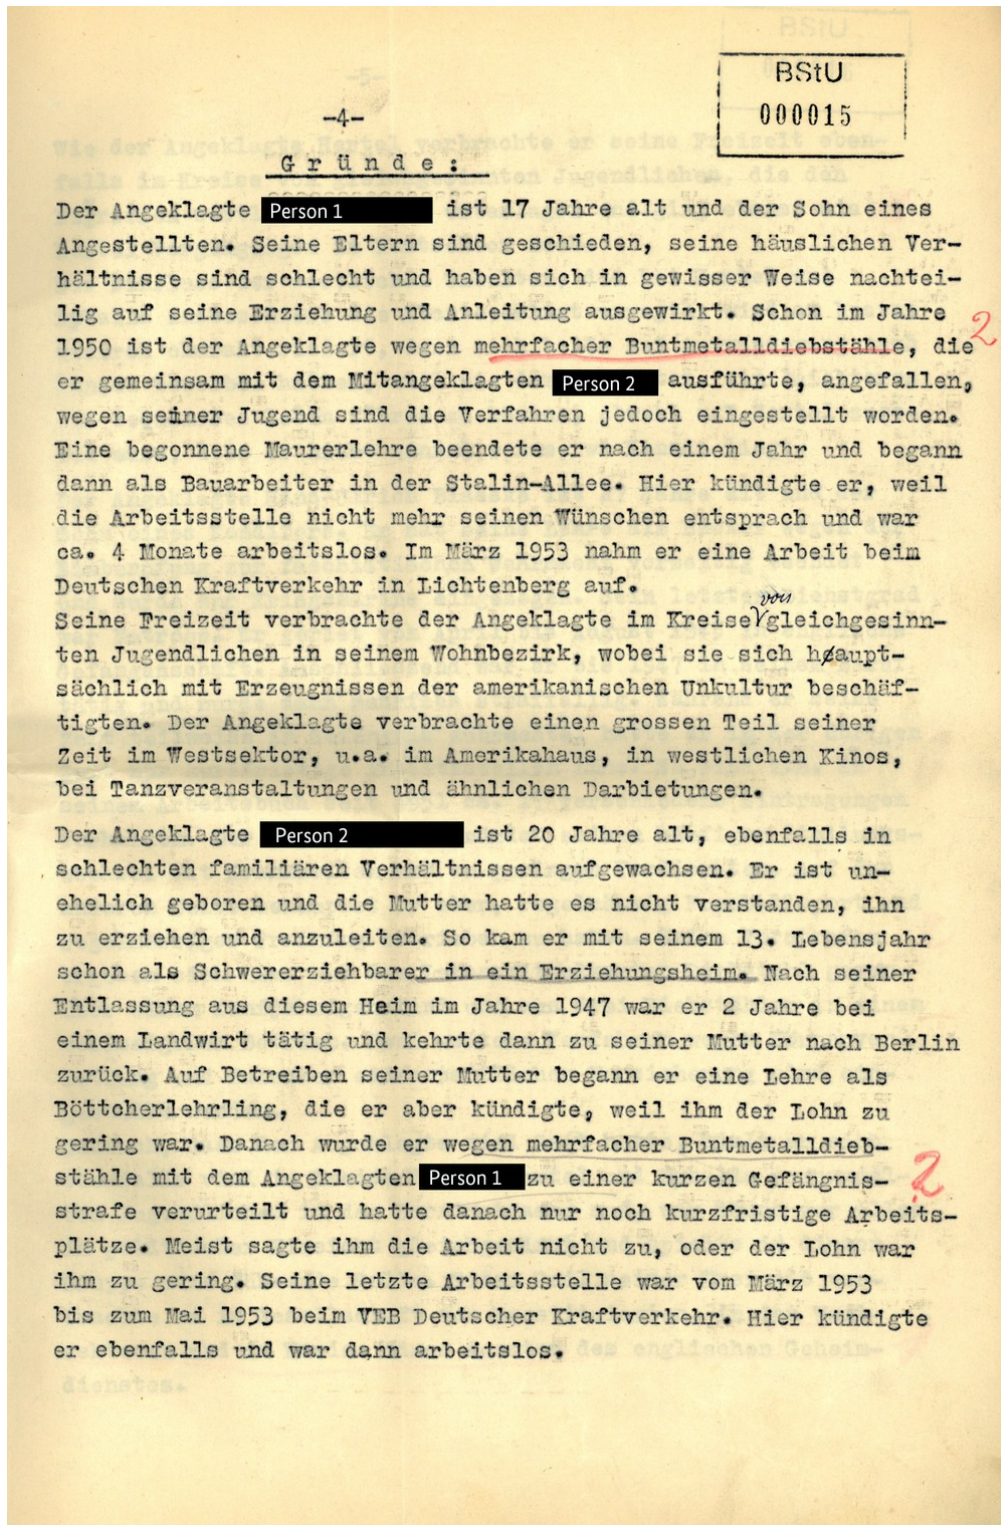 BStU
000015
-4-
Gründe:
Der Angeklagte Person 1 ist 17 Jahre alt und der Sohn eines
Angestellten. Seine Eltern sind geschieden, seine häuslichen Ver-
hältnisse sind schlecht und haben sich in gewisser Weise nachtei-
lig auf seine Erziehung und Anleitung ausgewirkt. Schon im Jahre
1950 ist der Angeklagte wegen mehrfacher Buntmetalldiebstähle, die
2
er gemeinsam mit dem Mitangeklagten Person 2 ausführte, angefallen,
wegen seiner Jugend sind die Verfahren jedoch eingestellt worden.
Eine begonnene Maurerlehre beendete er nach einem Jahr und begann
dann als Bauarbeiter in der Stalin-Allee. Hier kündigte er, weil
die Arbeitsstelle nicht mehr seinen Wünschen entsprach und war
ca. 4 Monate arbeitslos. Im März 1953 nahm er eine Arbeit beim
Deutschen Kraftverkehr in Lichtenberg auf.
Seine Freizeit verbrachte der Angeklagte im Kreise von gleichgesinn-
ten Jugendlichen in seinem Wohnbezirk, wobei sie sich haupt-
sächlich mit Erzeugnissen der amerikanischen Unkultur beschäf-
tigten. Der Angeklagte verbrachte einen grossen Teil seiner
Zeit im Westsektor, u.a. im Amerikahaus, in westlichen Kinos,
bei Tanzveranstaltungen und ähnlichen Darbietungen.
Der Angeklagte Person 2 ist 20 Jahre alt, ebenfalls in
schlechten familiären Verhältnissen aufgewachsen. Er ist un-
ehelich geboren und die Mutter hatte es nicht verstanden, ihn
zu erziehen und anzuleiten. So kam er mit seinem 13. Lebensjahr
schon als Schwererziehbarer in ein Erziehungsheim. Nach seiner
Entlassung aus diesem Heim im Jahre 1947 war er 2 Jahre bei
einem Landwirt tätig und kehrte dann zu seiner Mutter nach Berlin
zurück. Auf Betreiben seiner Mutter begann er eine Lehre als
Böttcherlehrling, die er aber kündigte, weil ihm der Lohn zu
gering war. Danach wurde er wegen mehrfacher Buntmetalldieb-
stähle mit dem Angeklagten Person 1 zu einer kurzen Gefängnis-
2
strafe verurteilt und hatte danach nur noch kurzfristige Arbeits-
plätze. Meist sagte ihm die Arbeit nicht zu, oder der Lohn war
ihm zu gering. Seine letzte Arbeitsstelle war vom März 1953
bis zum Mai 1953 beim VEB Deutscher Kraftverkehr. Hier kündigte
er ebenfalls und war dann arbeitslos.